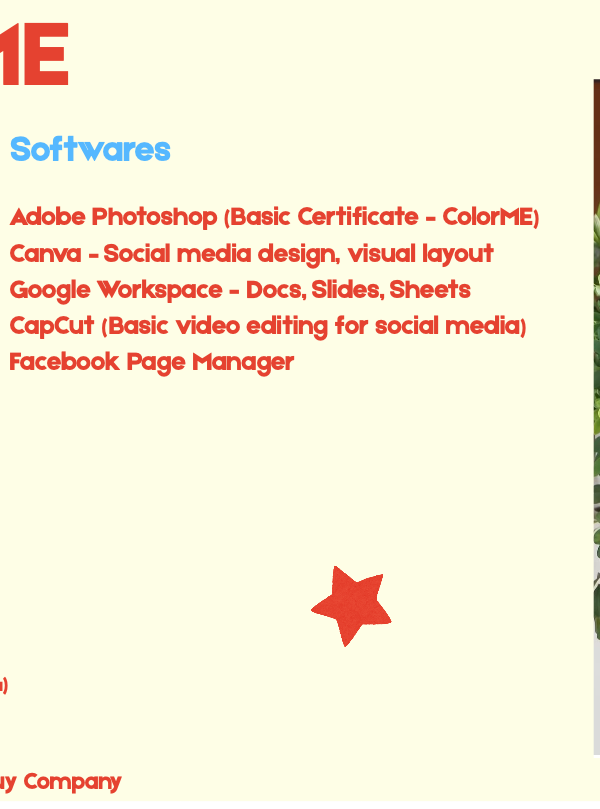 ME
Softwares
Adobe Photoshop (Basic Certificate - ColorME)
Canva - Social media design, visual layout
Google Workspace - Docs, Slides, Sheets
CapCut (Basic video editing for social media)
Facebook Page Manager
Company